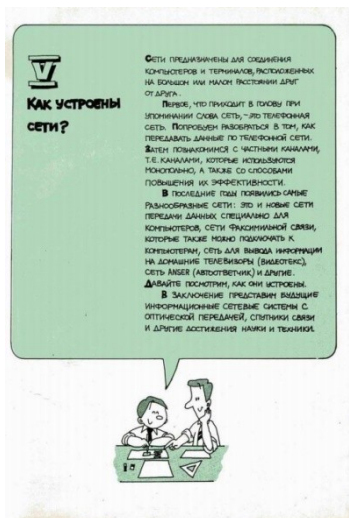 V
Как устроены
сети?
Сети предназначены для соединения
компьютеров и терминалов, расположенных
на большом или малом расстоянии друг
от друга.
Первое, что приходит в голову при
упоминании слова сеть, – это телефонная
сеть. Попробуем разобраться в том, как
передавать данные по телефонной сети.
Затем познакомимся с частными каналами,
т.е. каналами, которые используются
монопольно, а также со способами
повышения их эффективности.
В последние годы появились самые
разнообразные сети: это и новые сети
передачи данных специально для
компьютеров, сети факсимильной связи,
которые также можно подключать к
компьютерам, сеть для вывода информации
на домашние телевизоры (видеотекс),
сеть ANSER (автоответчик) и другие.
Давайте посмотрим, как они устроены.
В заключение представим будущие
информационные сетевые системы с
оптической передачей, спутники связи
и другие достижения науки и техники.